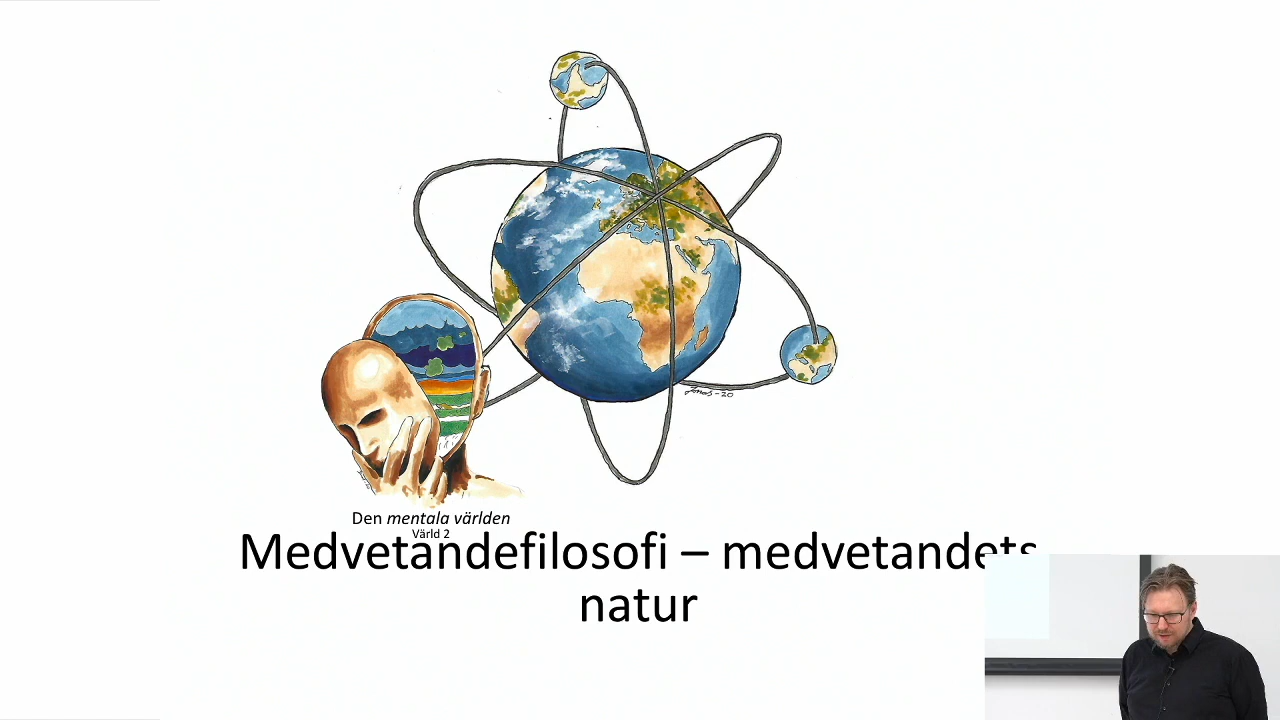 Den mentala världen
Värld 2
Medvetandefilosofi – medvetandets
natur